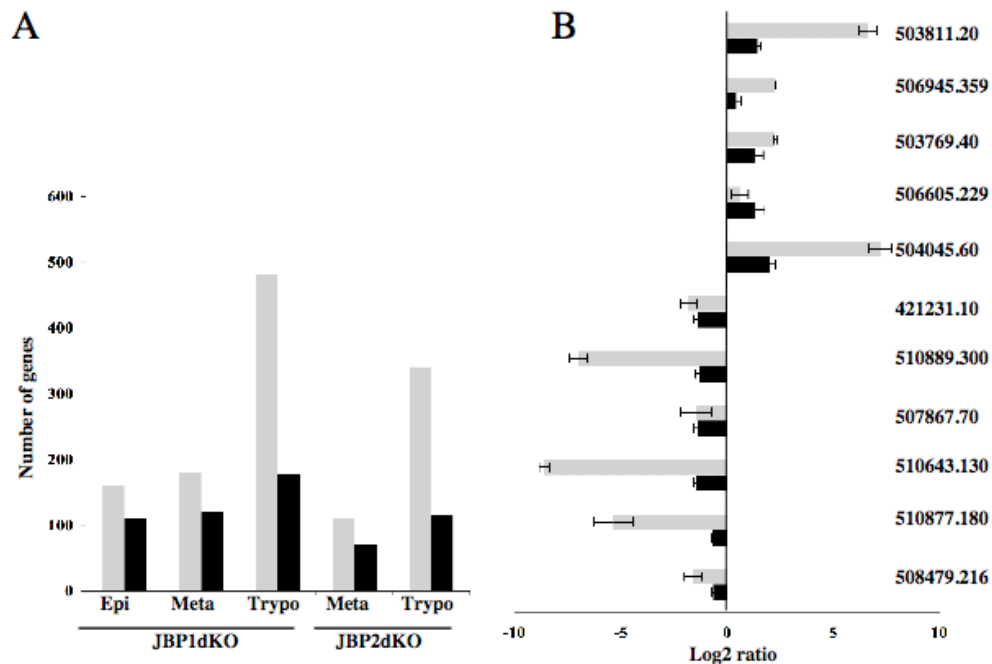 A
600
500
400
300
200
100
0
Number of genes
Epi Meta Trypo Meta Trypo
JBP1dKO JBP2dKO
B
503811.20
506945.359
503769.40
506605.229
504045.60
421231.10
510889.300
507867.70
510643.130
510877.180
508479.216
-10 -5 0 5 10
Log2 ratio